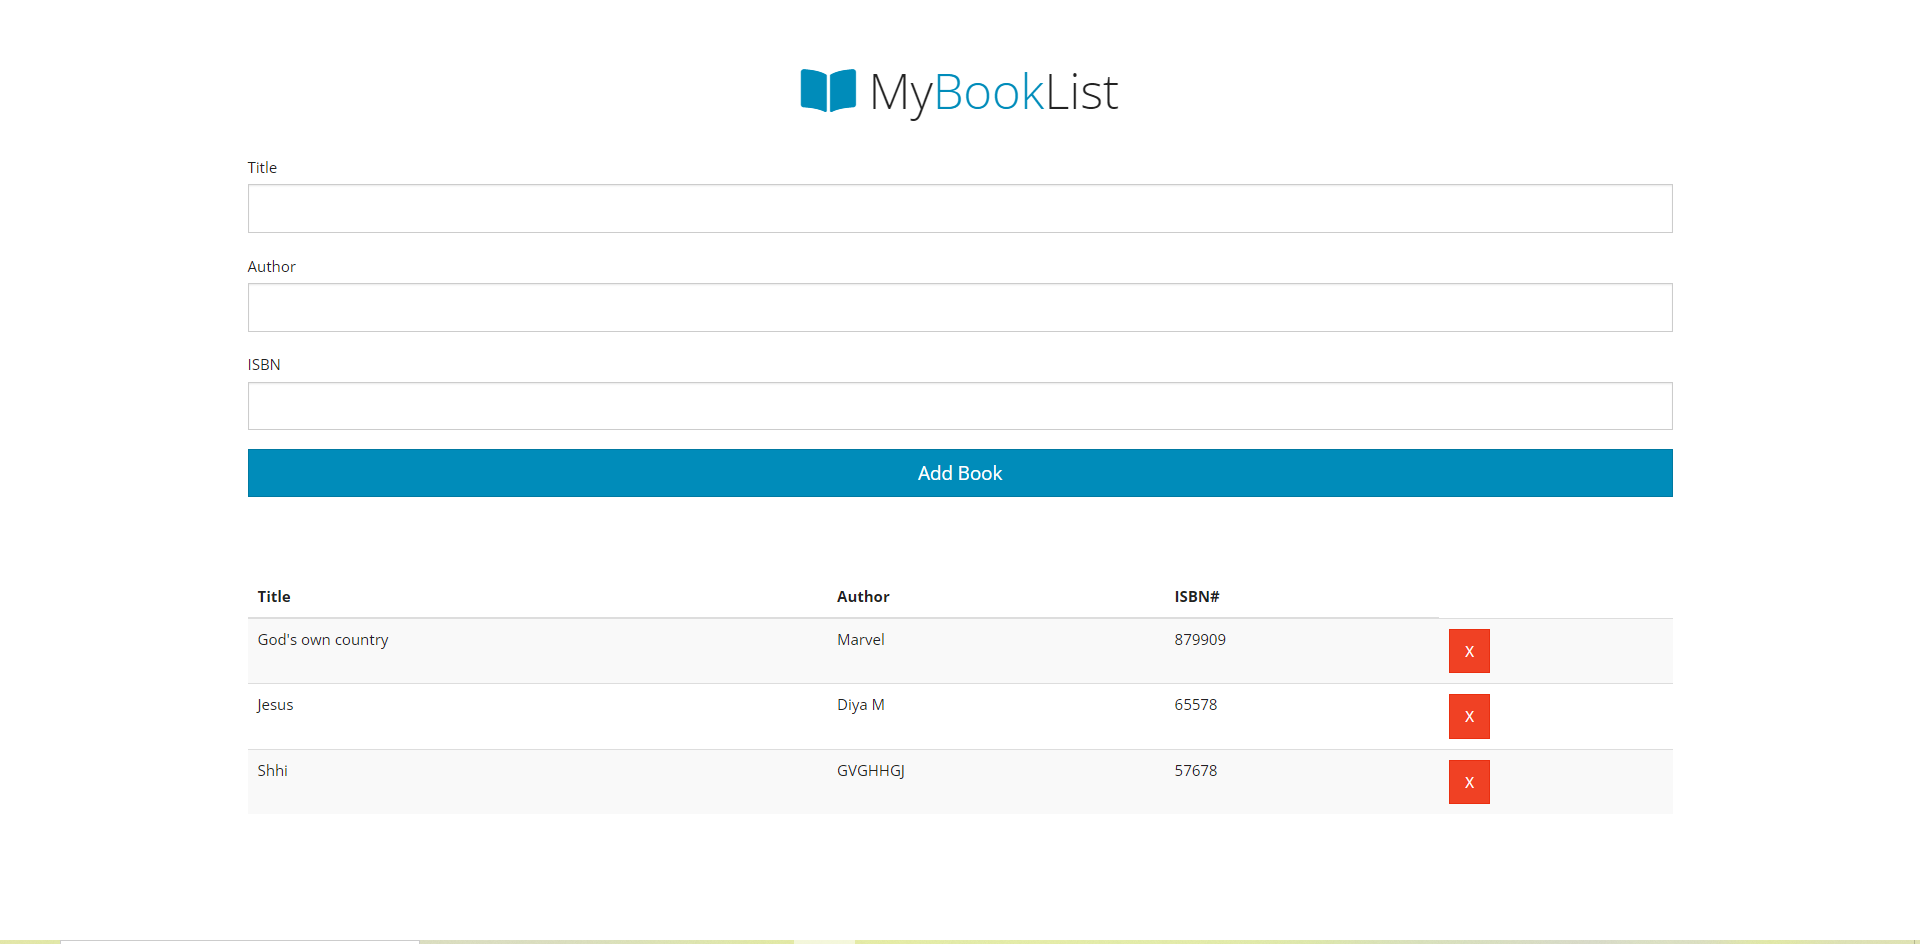 MyBookList
Title
Author
ISBN
Add Book
Title Author ISBN#
God's own country Marvel 879909 X
Jesus Diya M 65578 X
Shhi GVGHHGJ 57678 X